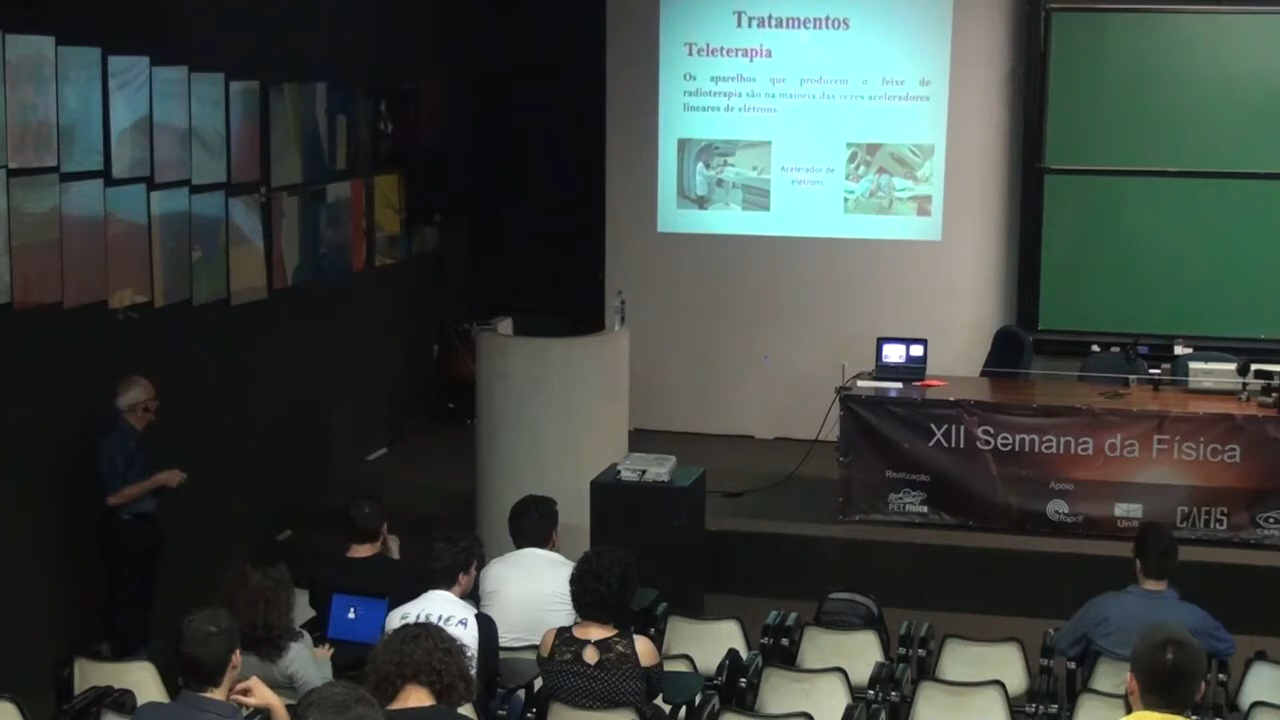 Tratamentos
Teleterapia
Os aparelhos que produzem o feixe de
radioterapia são na maioria das vezes aceleradores
lineares de elétrons.
Acelerador de
elétrons
XII Semana da Física
Realização
Apoio
PET Física
fapdf
UnB
CAFIS
FÍSICA